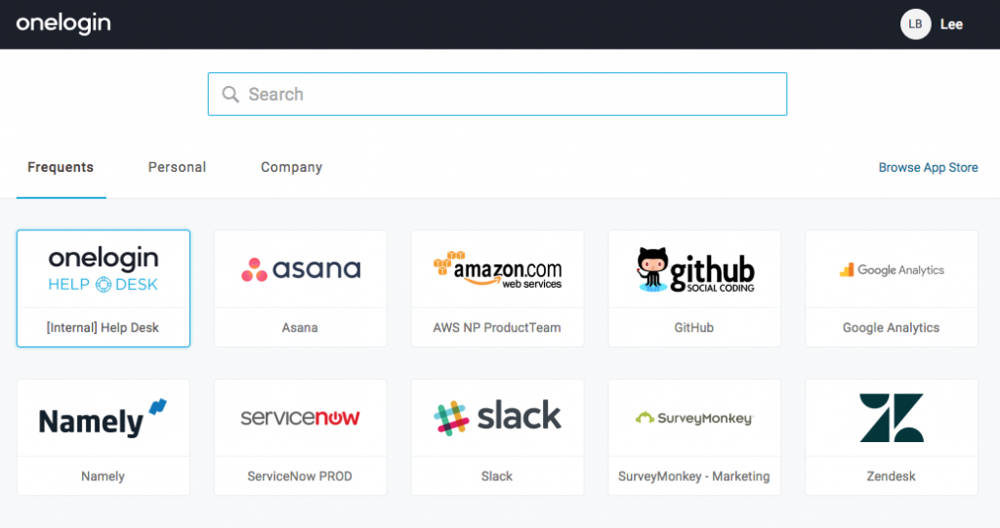 onelogin
LB Lee
Search
Frequents Personal Company Browse App Store
onelogin
HELP DESK
[Internal] Help Desk
asana
Asana
amazon.com
web services
AWS NP ProductTeam
github
SOCIAL CODING
GitHub
Google Analytics
Google Analytics
Namely
Namely
servicenow
ServiceNow PROD
slack
Slack
SurveyMonkey
SurveyMonkey - Marketing
Zendesk